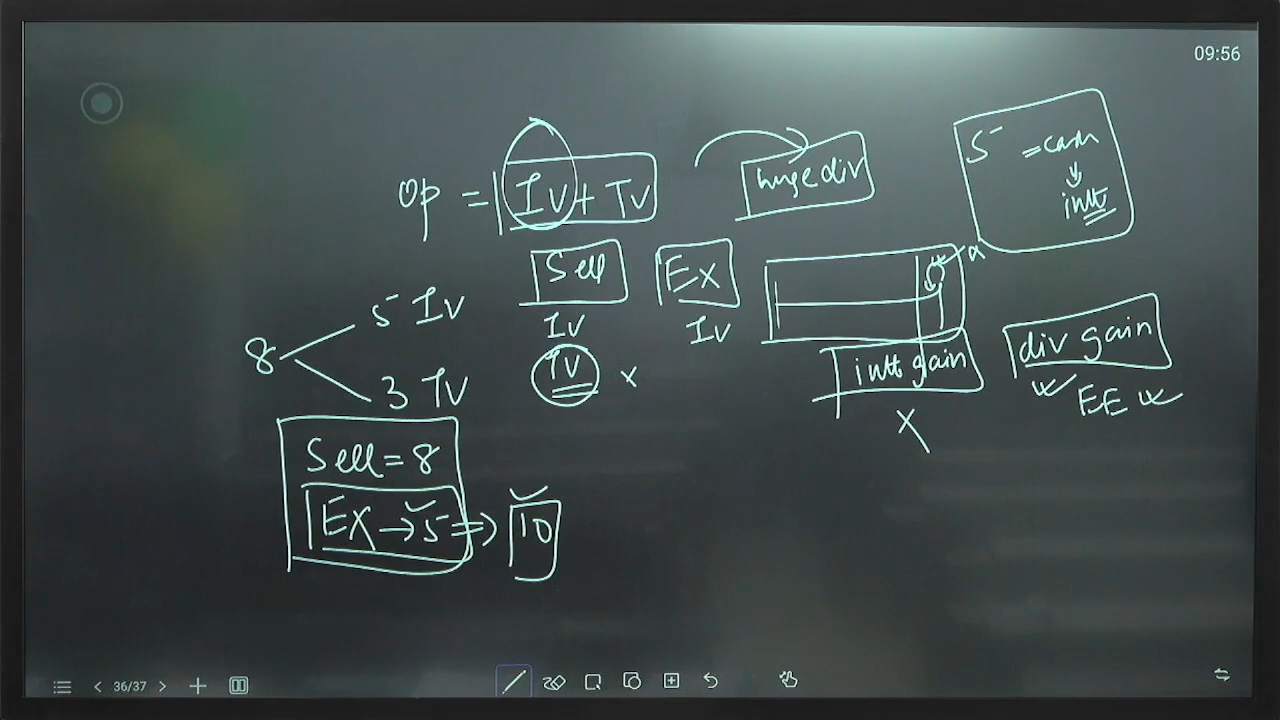 09:56
Op = Iv + Tv
huge div
5 = cash
intt
Sell
Ex
α
5 Iv
Iv
Iv
8
Tv x
intt gain
div gain
3 Tv
EE
X
Sell = 8
Ex → 5 ⇒ 10
36/37